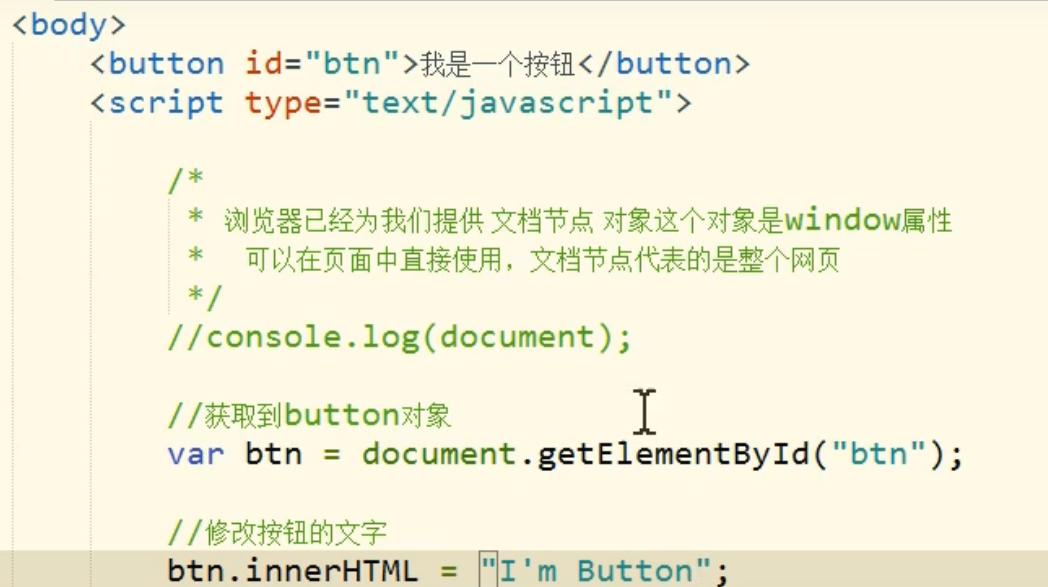 <body>
<button id="btn">我是一个按钮</button>
<script type="text/javascript">
/*
* 浏览器已经为我们提供 文档节点 对象这个对象是window属性
* 可以在页面中直接使用，文档节点代表的是整个网页
*/
//console.log(document);
//获取到button对象
var btn = document.getElementById("btn");
//修改按钮的文字
btn.innerHTML = "I'm Button";